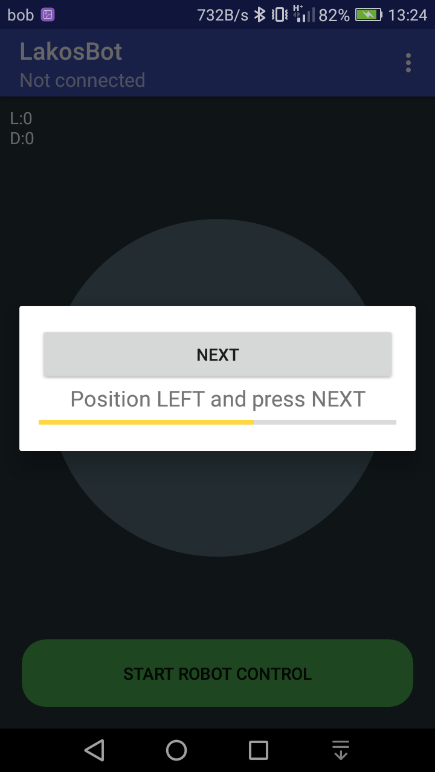 bob 732B/s H+ 82% 13:24
LakosBot
Not connected
L:0
D:0
NEXT
Position LEFT and press NEXT
START ROBOT CONTROL